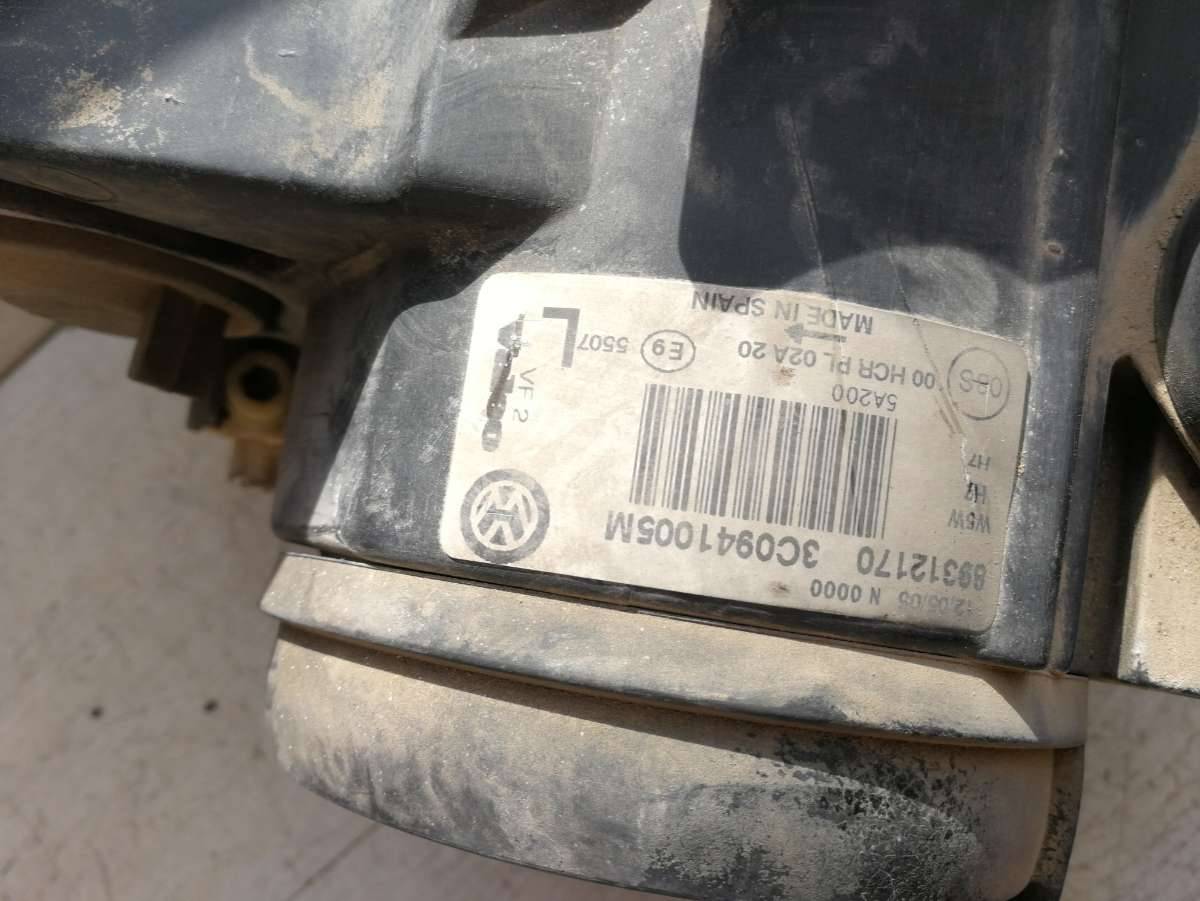 12/05/05 N 0000
89312170 3C0941005M
W5W
H7
H7
5A200
00 HCR PL 02A 20
E9 5507
VF 2
L
MADE IN SPAIN